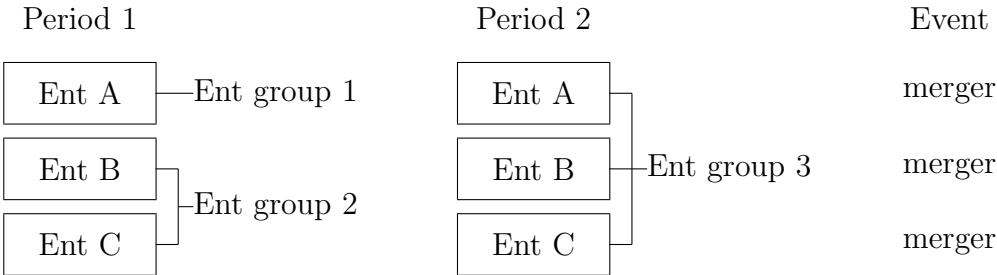 Period 1 Period 2 Event
Ent A Ent group 1 Ent A merger
Ent B Ent B Ent group 3 merger
Ent group 2
Ent C Ent C merger